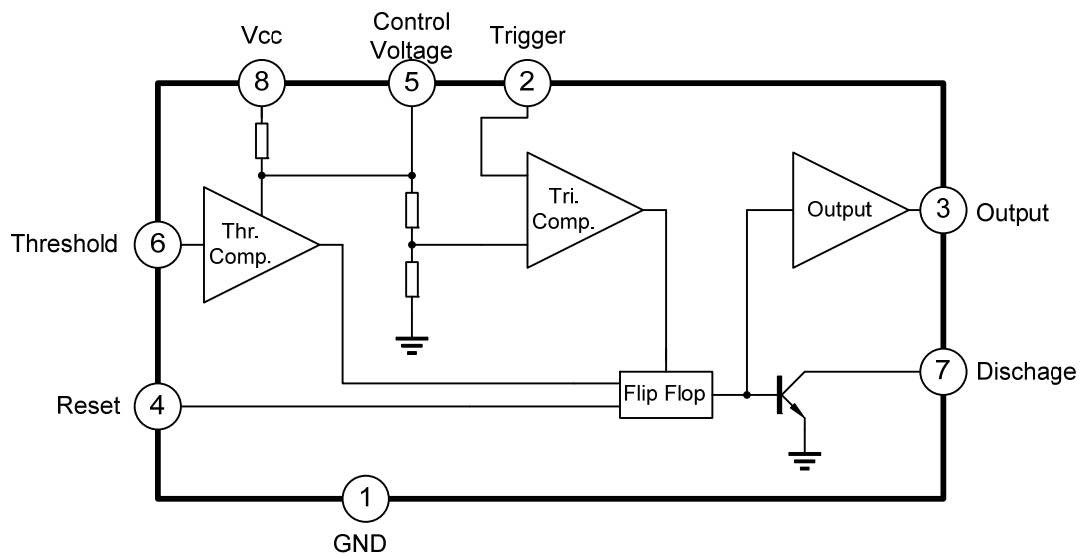 Vcc
Control
Voltage
Trigger
8
5
2
Thr.
Comp.
Tri.
Comp.
Output
3
Output
Threshold
6
Flip Flop
7
Dischage
Reset
4
1
GND